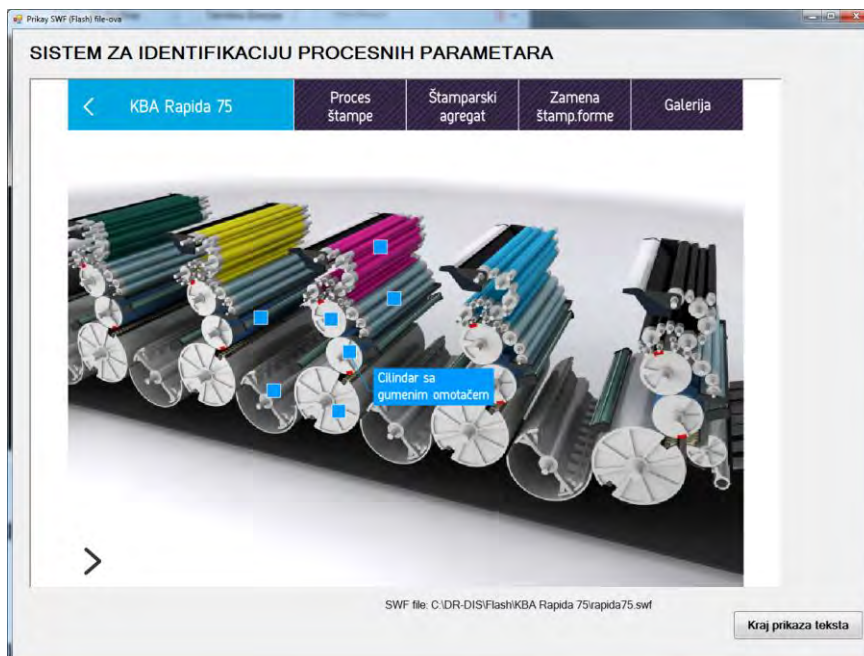 Prikay SWF (Flash) file-ova
SISTEM ZA IDENTIFIKACIJU PROCESNIH PARAMETARA
KBA Rapida 75
Proces
štampe
Štamparski
agregat
Zamena
štamp.forme
Galerija
Cilindar sa
gumenim omotačem
SWF file: C:\DR-DIS\Flash\KBA Rapida 75\rapida75.swf
Kraj prikaza teksta